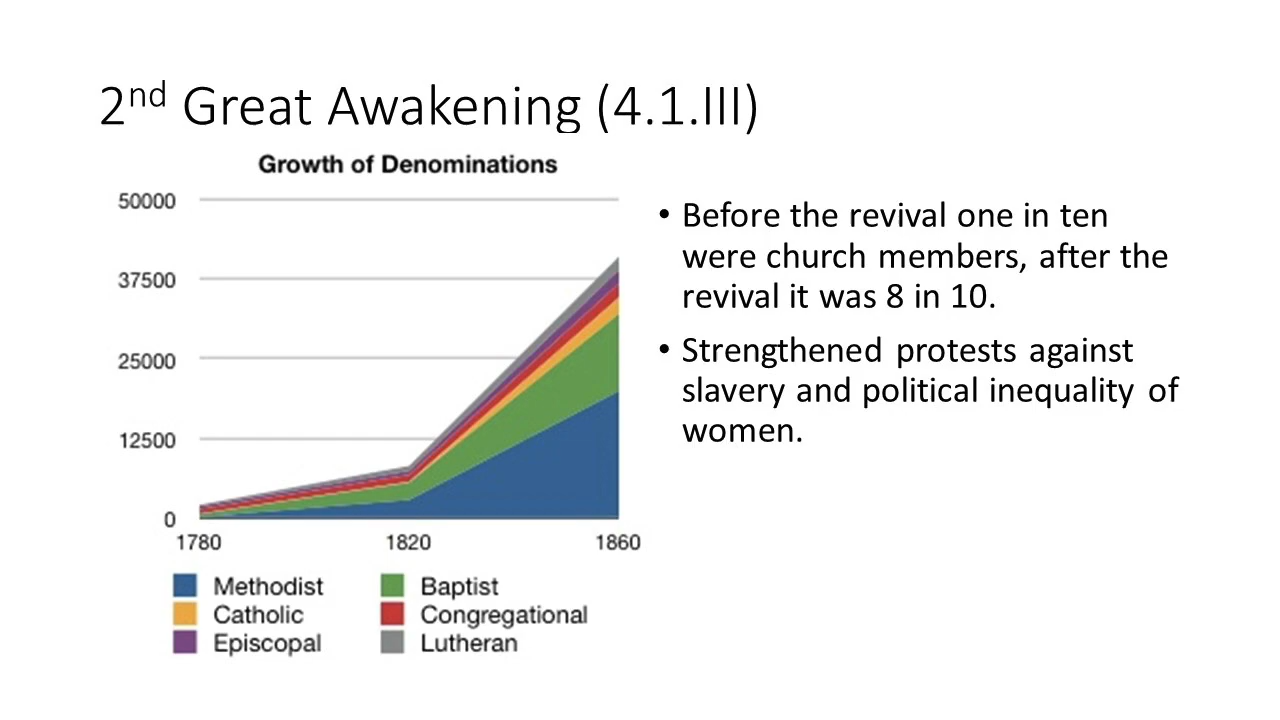 2nd Great Awakening (4.1.III)
Growth of Denominations
50000
37500
25000
12500
0
1780 1820 1860
Methodist Baptist
Catholic Congregational
Episcopal Lutheran
• Before the revival one in ten
were church members, after the
revival it was 8 in 10.
• Strengthened protests against
slavery and political inequality of
women.